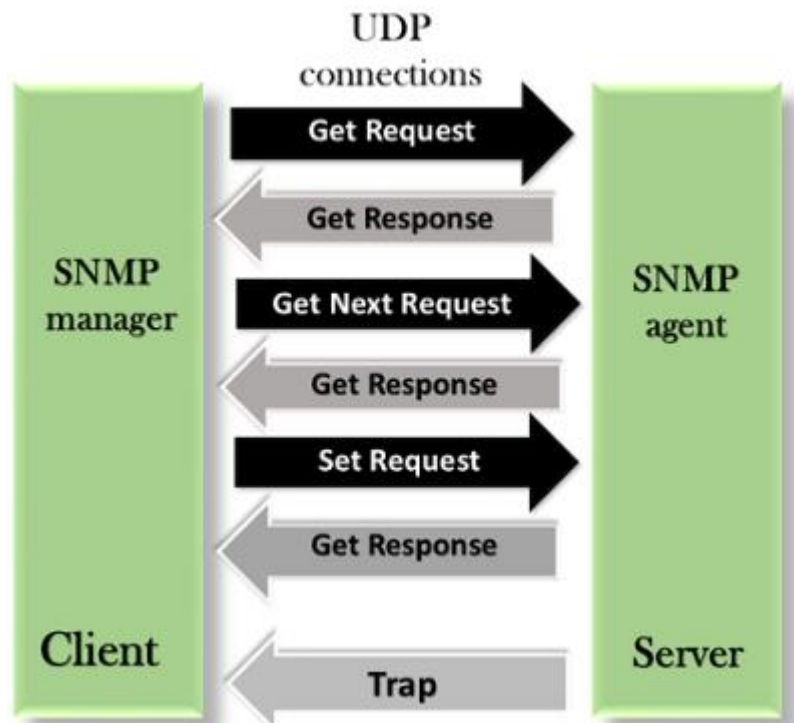 UDP
connections
Get Request
Get Response
SNMP
manager
Get Next Request
SNMP
agent
Get Response
Set Request
Get Response
Client
Server
Trap